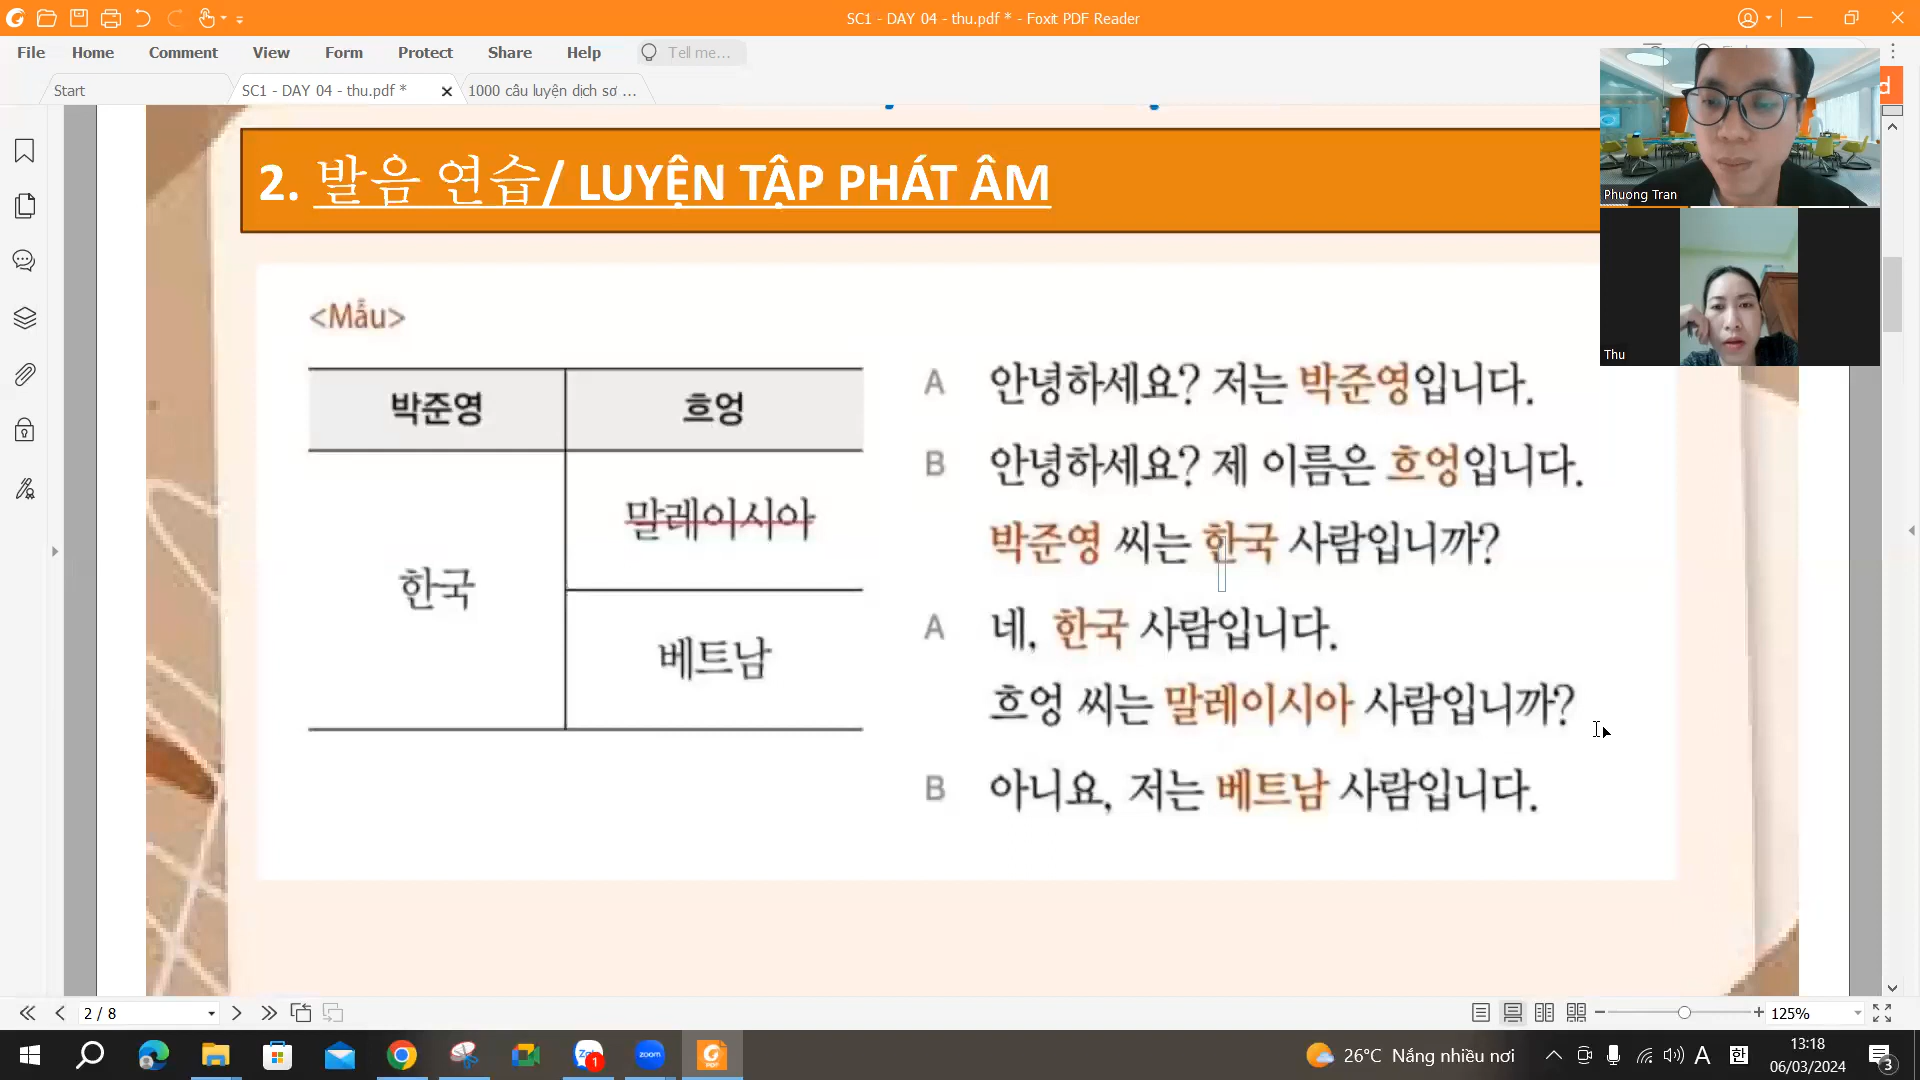 SC1 - DAY 04 - thu.pdf * - Foxit PDF Reader
File Home Comment View Form Protect Share Help Tell me...
Start
SC1 - DAY 04 - thu.pdf *
1000 câu luyện dịch sơ ...
2. 발음 연습/ LUYỆN TẬP PHÁT ÂM
Phuong Tran
Thu
<Mẫu>
박준영 흐엉
한국
말레이시아
베트남
A 안녕하세요? 저는 박준영입니다.
B 안녕하세요? 제 이름은 흐엉입니다.
박준영 씨는 한국 사람입니까?
A 네, 한국 사람입니다.
흐엉 씨는 말레이시아 사람입니까?
B 아니요, 저는 베트남 사람입니다.
2 / 8
125%
26°C Nắng nhiều nơi
A 한
13:18
06/03/2024
3
zoom
1